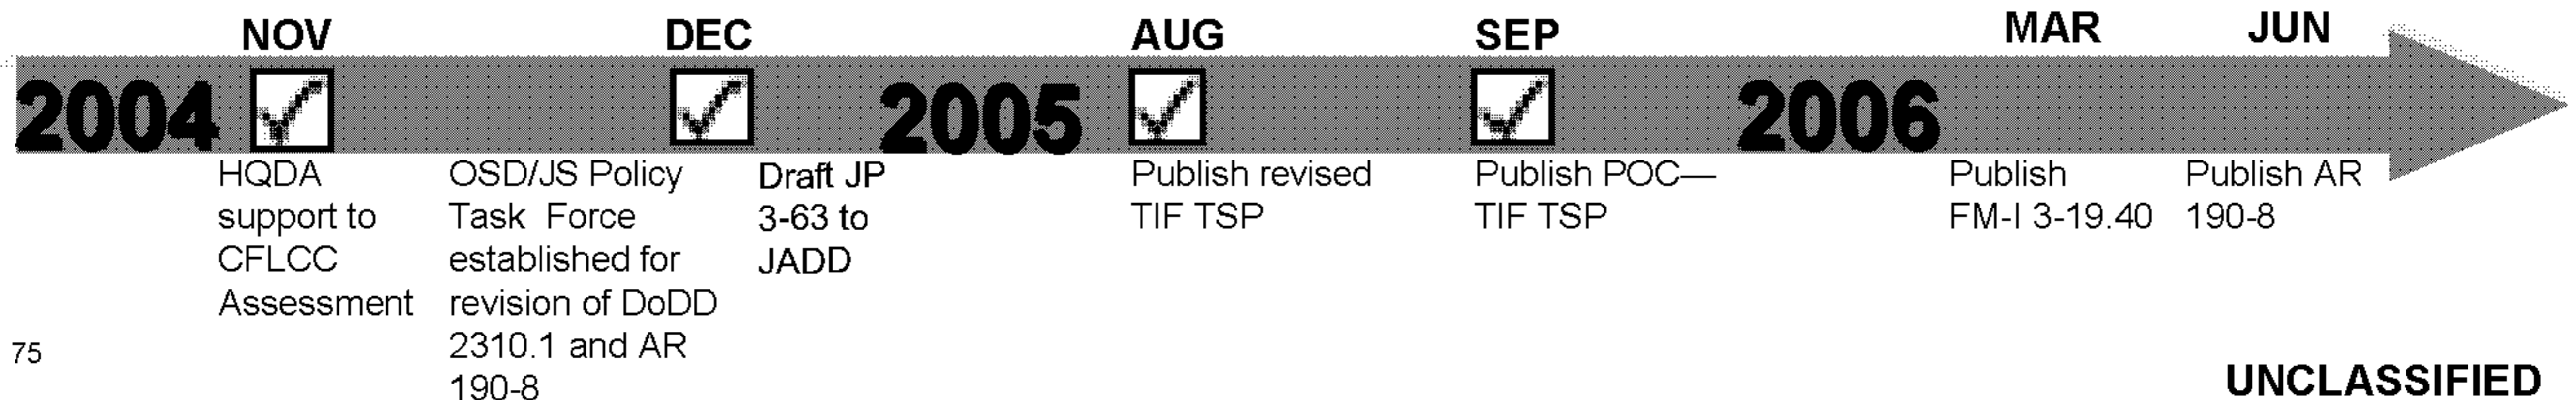 NOV DEC AUG SEP MAR JUN
2004 2005 2006
HQDA
support to
CFLCC
Assessment
OSD/JS Policy
Task Force
established for
revision of DoDD
2310.1 and AR
190-8
Draft JP
3-63 to
JADD
Publish revised
TIF TSP
Publish POC—
TIF TSP
Publish
FM-I 3-19.40
Publish AR
190-8
75
UNCLASSIFIED